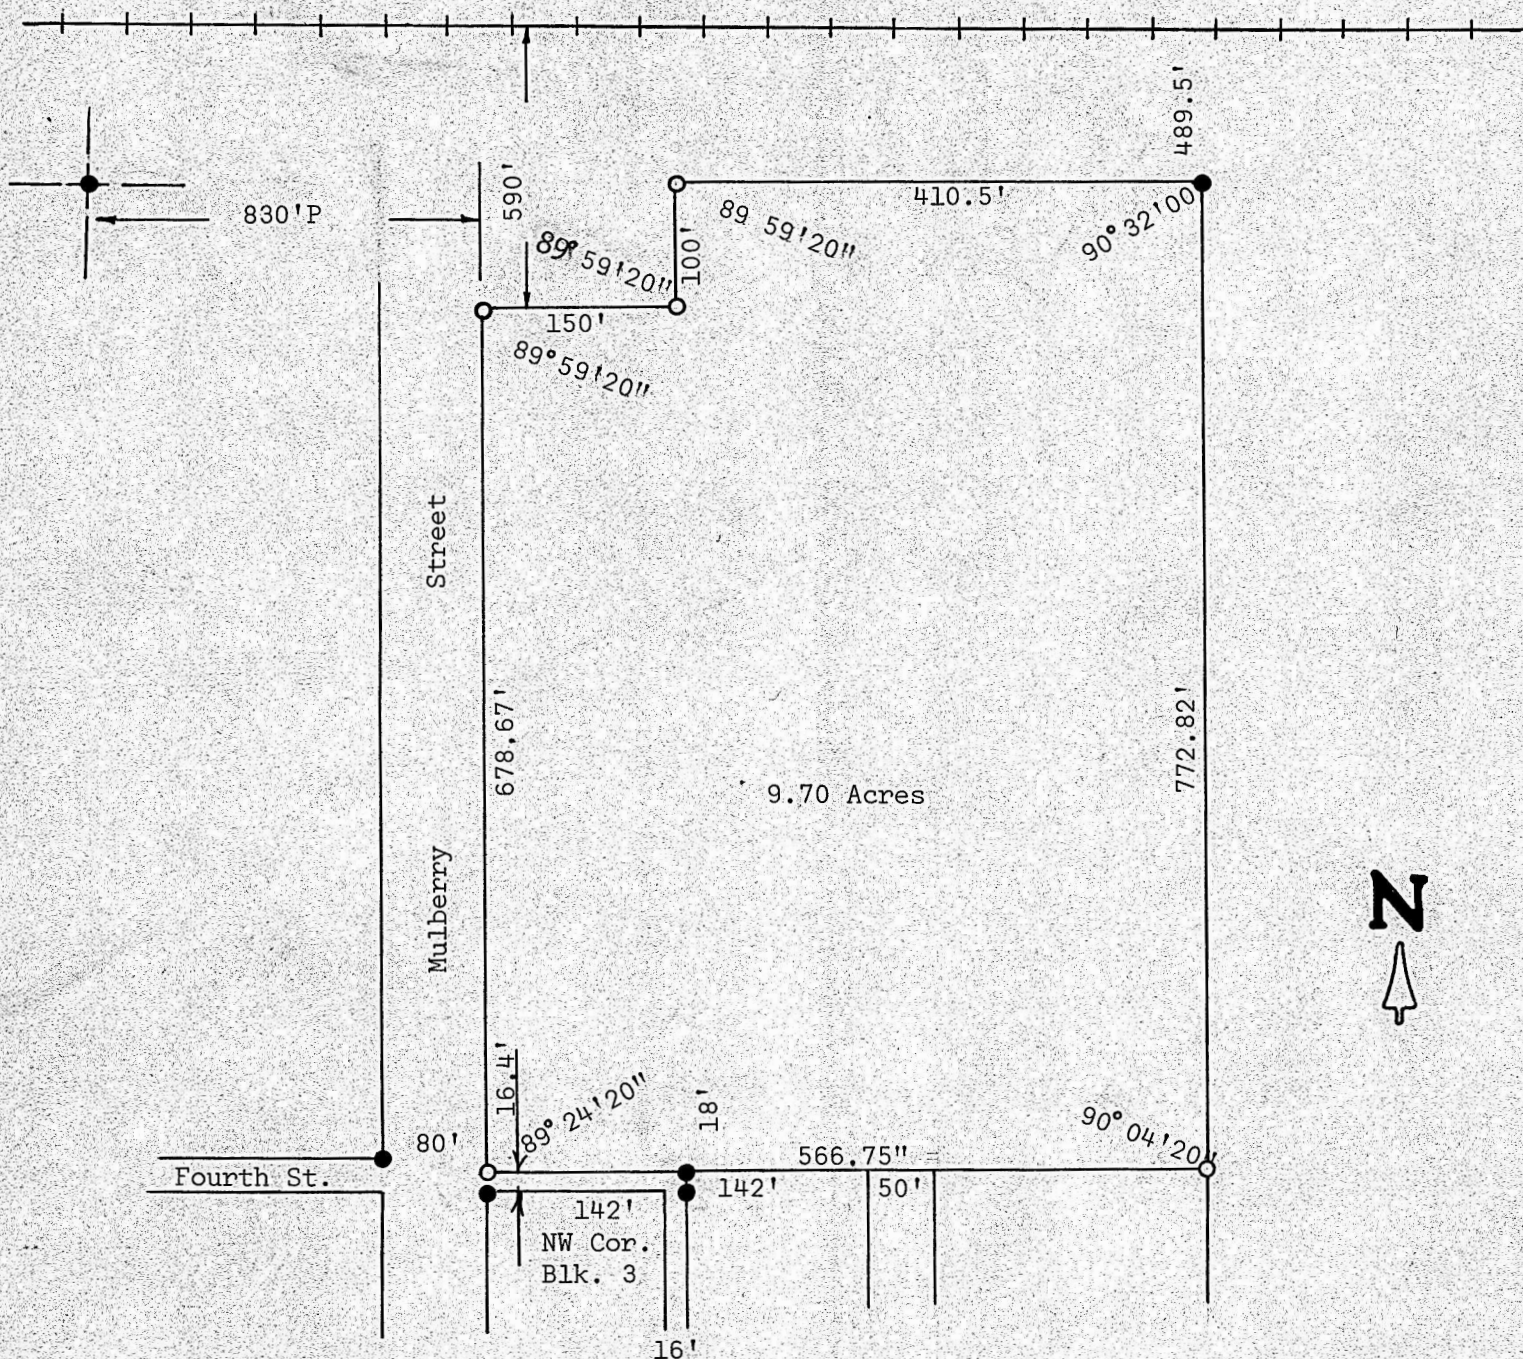 489.5'
830'P
590'
410.5'
89 59'20"
90°32'00
89°59'20"
100'
150'
89°59'20"
Street
678,67'
772.82'
9.70 Acres
Mulberry
N
16.4'
89°24'20"
18'
90°04'20"
80'
566.75" =
Fourth St.
142'
50'
142'
NW Cor.
Blk. 3
16'